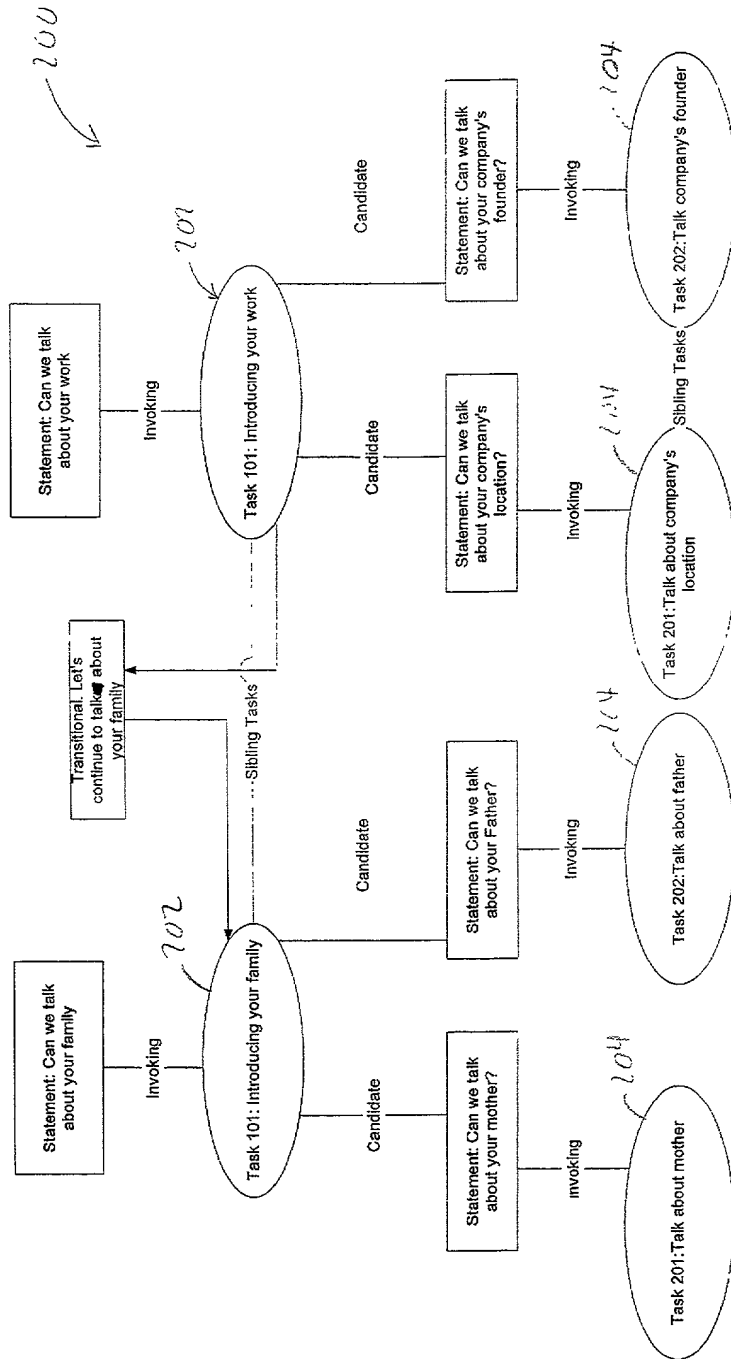 200
Statement: Can we talk
about your family
Invoking
202
Task 101: Introducing your family
Transitional. Let's
continue to talk about
your family
Sibling Tasks
Statement: Can we talk
about your work
Invoking
202
Task 101: Introducing your work
Candidate
Statement: Can we talk
about your mother?
invoking
204
Task 201:Talk about mother
Candidate
Statement: Can we talk
about your Father?
Invoking
204
Task 202:Talk about father
Candidate
Statement: Can we talk
about your company's
location?
Invoking
204
Task 201:Talk about company's
location
Sibling Tasks
Candidate
Statement: Can we talk
about your company's
founder?
Invoking
204
Task 202:Talk company's founder